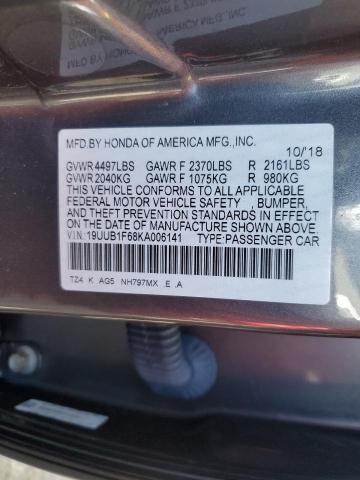 MFD.BY HONDA OF AMERICA MFG.,INC.
10/'18
GVWR 4497LBS GAWR F 2370LBS R 2161LBS
GVWR 2040KG GAWR F 1075KG R 980KG
THIS VEHICLE CONFORMS TO ALL APPLICABLE
FEDERAL MOTOR VEHICLE SAFETY , BUMPER,
AND THEFT PREVENTION STANDARDS IN EFFECT
ON THE DATE OF MANUFACTURE SHOWN ABOVE.
V I N: 19UUB1F68KA006141 TYPE:PASSENGER CAR
TZ4 K AG5 NH797MX E .A